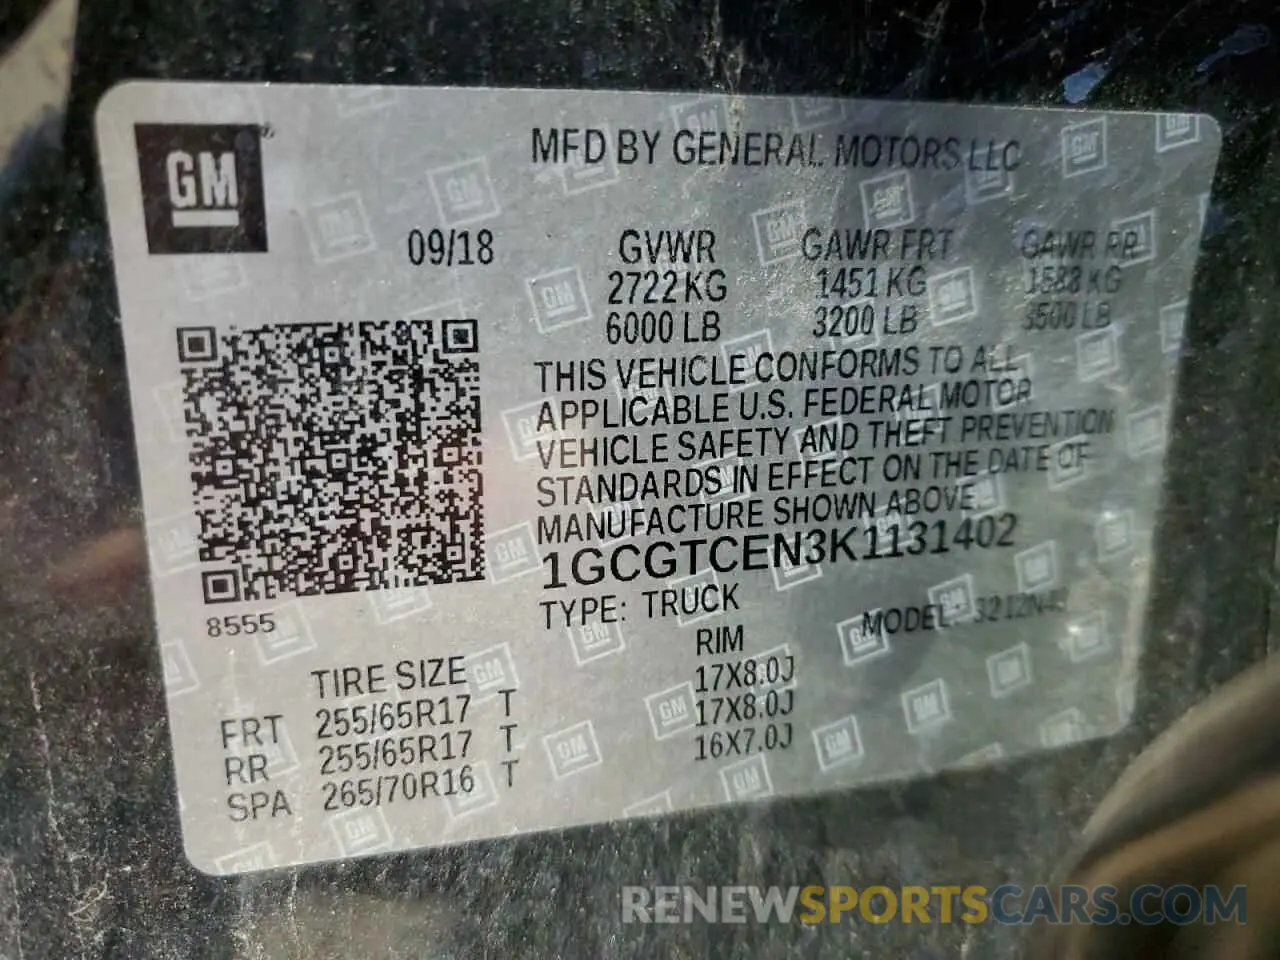 GM
MFD BY GENERAL MOTORS LLC
09/18 GVWR GAWR FRT GAWR RR
2722 KG 1451 KG 1588 KG
6000 LB 3200 LB 3500 LB
THIS VEHICLE CONFORMS TO ALL
APPLICABLE U.S. FEDERAL MOTOR
VEHICLE SAFETY AND THEFT PREVENTION
STANDARDS IN EFFECT ON THE DATE OF
MANUFACTURE SHOWN ABOVE.
1GCGTCEN3K1131402
8555
TYPE: TRUCK MODEL:
TIRE SIZE RIM
FRT 255/65R17 T 17X8.0J
RR 255/65R17 T 17X8.0J
SPA 265/70R16 T 16X7.0J
RENEWSPORTSCARS.COM